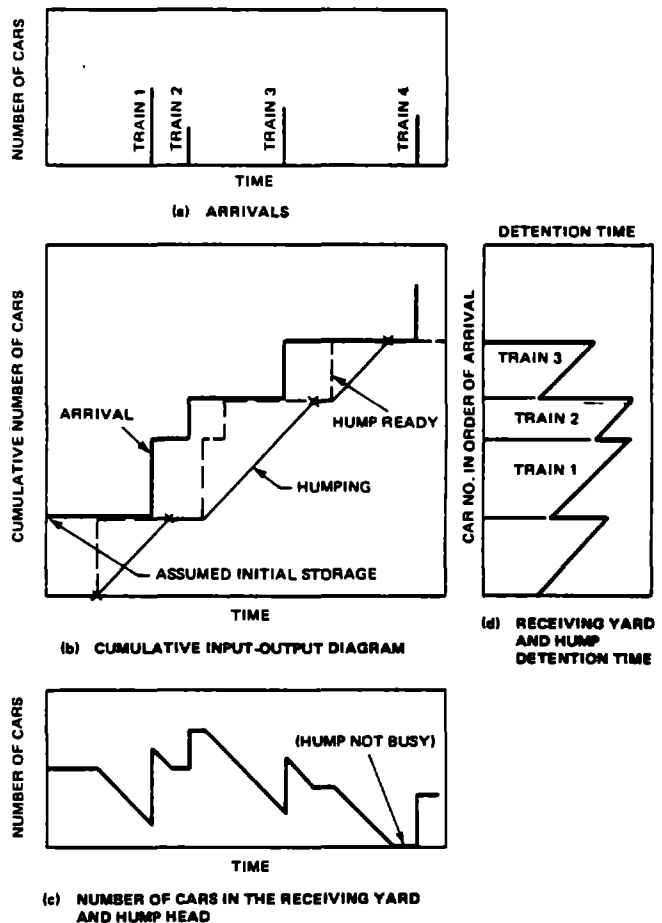 NUMBER OF CARS
TRAIN 1
TRAIN 2
TRAIN 3
TRAIN 4
TIME
(a) ARRIVALS
CUMULATIVE NUMBER OF CARS
ARRIVAL
HUMP READY
HUMPING
ASSUMED INITIAL STORAGE
TIME
(b) CUMULATIVE INPUT-OUTPUT DIAGRAM
DETENTION TIME
CAR NO. IN ORDER OF ARRIVAL
TRAIN 3
TRAIN 2
TRAIN 1
(d) RECEIVING YARD
AND HUMP
DETENTION TIME
NUMBER OF CARS
(HUMP NOT BUSY)
TIME
(c) NUMBER OF CARS IN THE RECEIVING YARD
AND HUMP HEAD